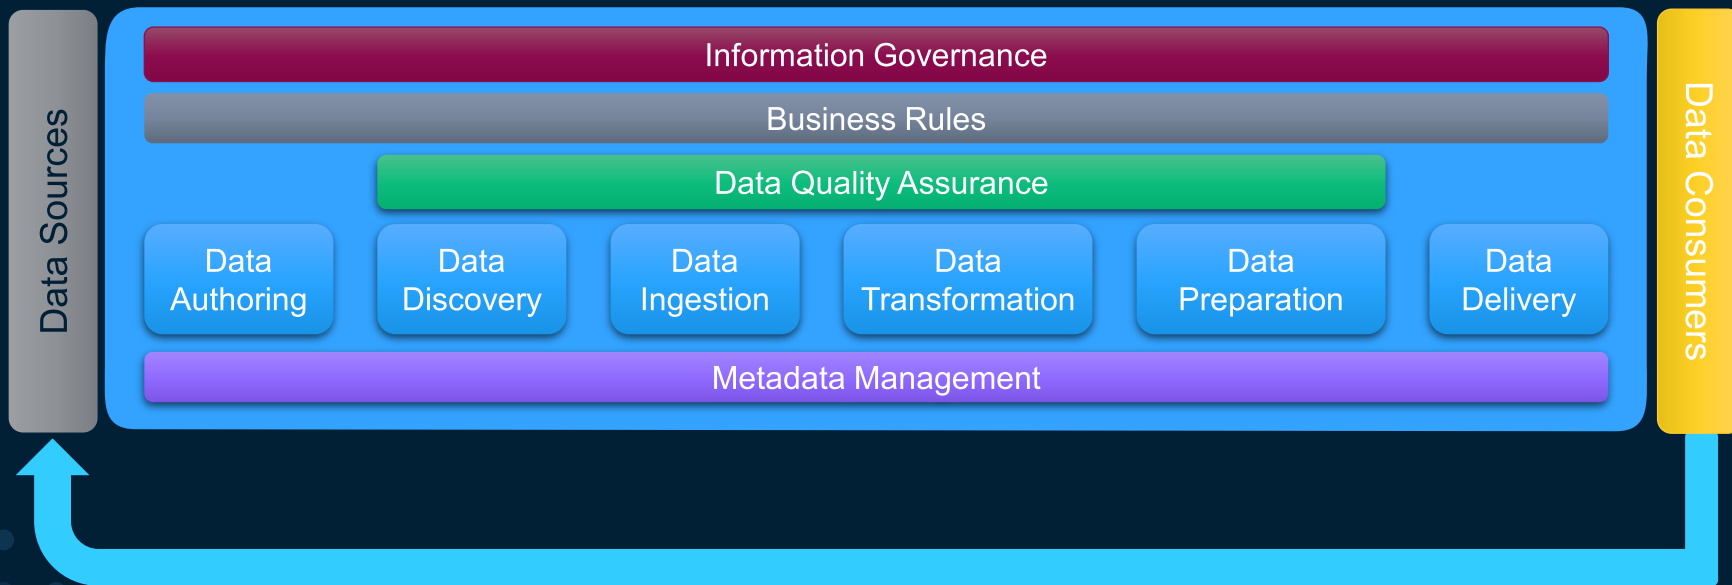 Data Sources
Information Governance
Business Rules
Data Quality Assurance
Data
Authoring
Data
Discovery
Data
Ingestion
Data
Transformation
Data
Preparation
Data
Delivery
Metadata Management
Data Consumers